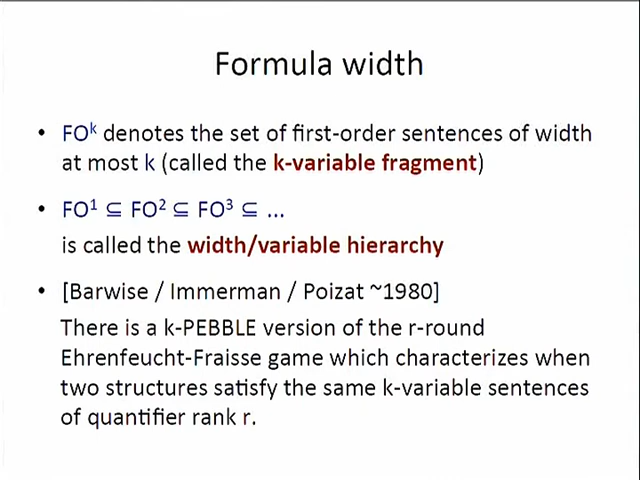 Formula width
• FOᵏ denotes the set of first-order sentences of width
at most k (called the k-variable fragment)
• FO¹ ⊆ FO² ⊆ FO³ ⊆ ...
is called the width/variable hierarchy
• [Barwise / Immerman / Poizat ~1980]
There is a k-PEBBLE version of the r-round
Ehrenfeucht-Fraisse game which characterizes when
two structures satisfy the same k-variable sentences
of quantifier rank r.